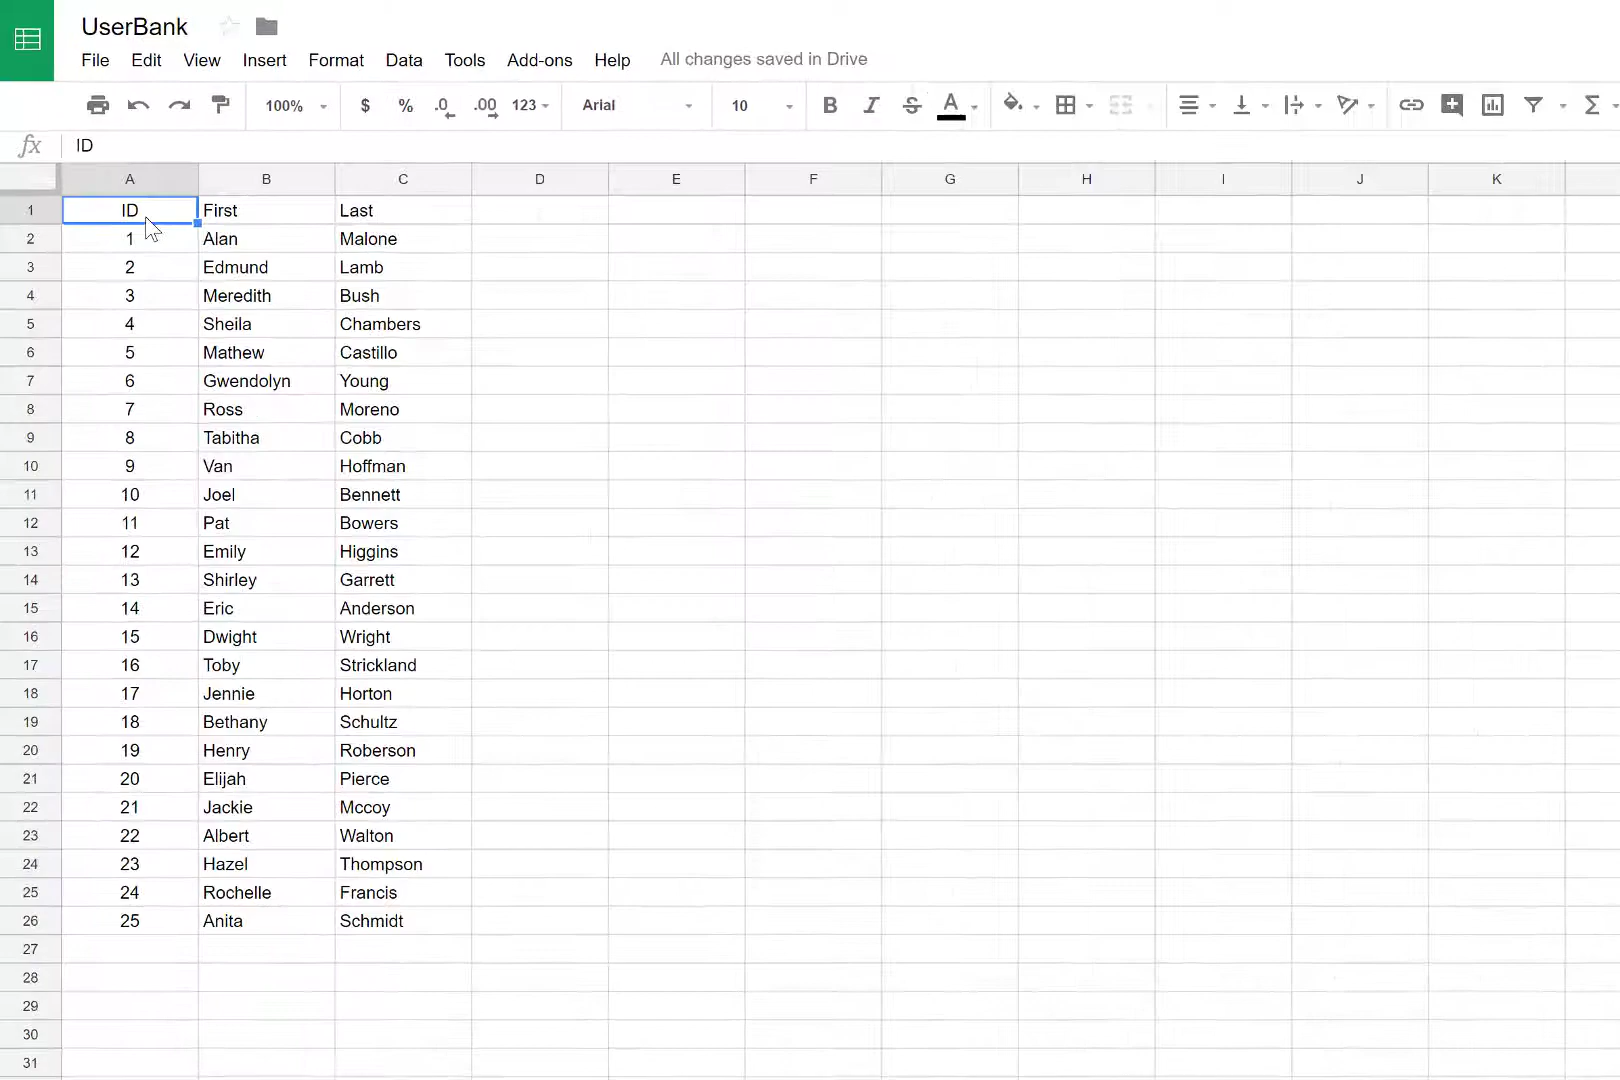 UserBank
File Edit View Insert Format Data Tools Add-ons Help All changes saved in Drive
100% $ % .0 .00 123 Arial 10 B I S A Σ
fx ID
A B C D E F G H I J K
1 ID First Last
2 1 Alan Malone
3 2 Edmund Lamb
4 3 Meredith Bush
5 4 Sheila Chambers
6 5 Mathew Castillo
7 6 Gwendolyn Young
8 7 Ross Moreno
9 8 Tabitha Cobb
10 9 Van Hoffman
11 10 Joel Bennett
12 11 Pat Bowers
13 12 Emily Higgins
14 13 Shirley Garrett
15 14 Eric Anderson
16 15 Dwight Wright
17 16 Toby Strickland
18 17 Jennie Horton
19 18 Bethany Schultz
20 19 Henry Roberson
21 20 Elijah Pierce
22 21 Jackie Mccoy
23 22 Albert Walton
24 23 Hazel Thompson
25 24 Rochelle Francis
26 25 Anita Schmidt
27
28
29
30
31